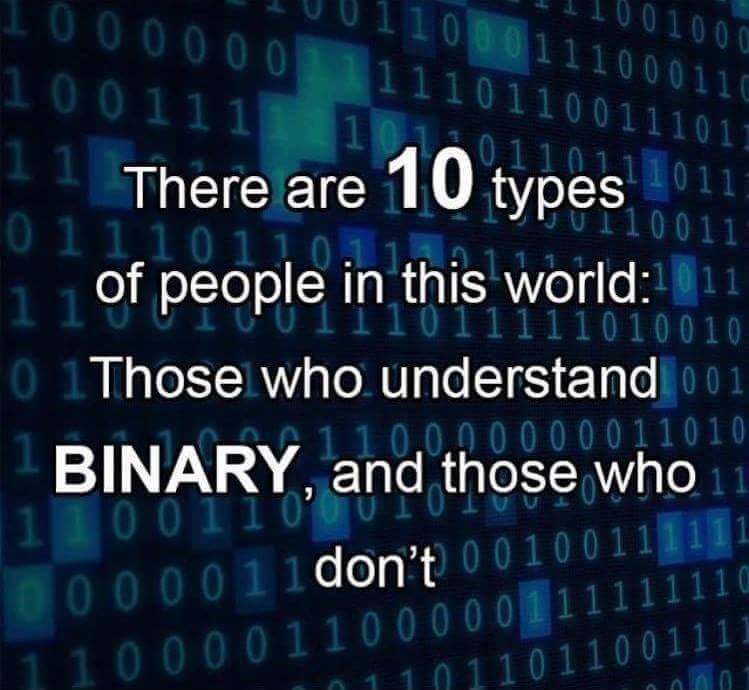 There are 10 types
of people in this world:
Those who understand
BINARY, and those who
don't